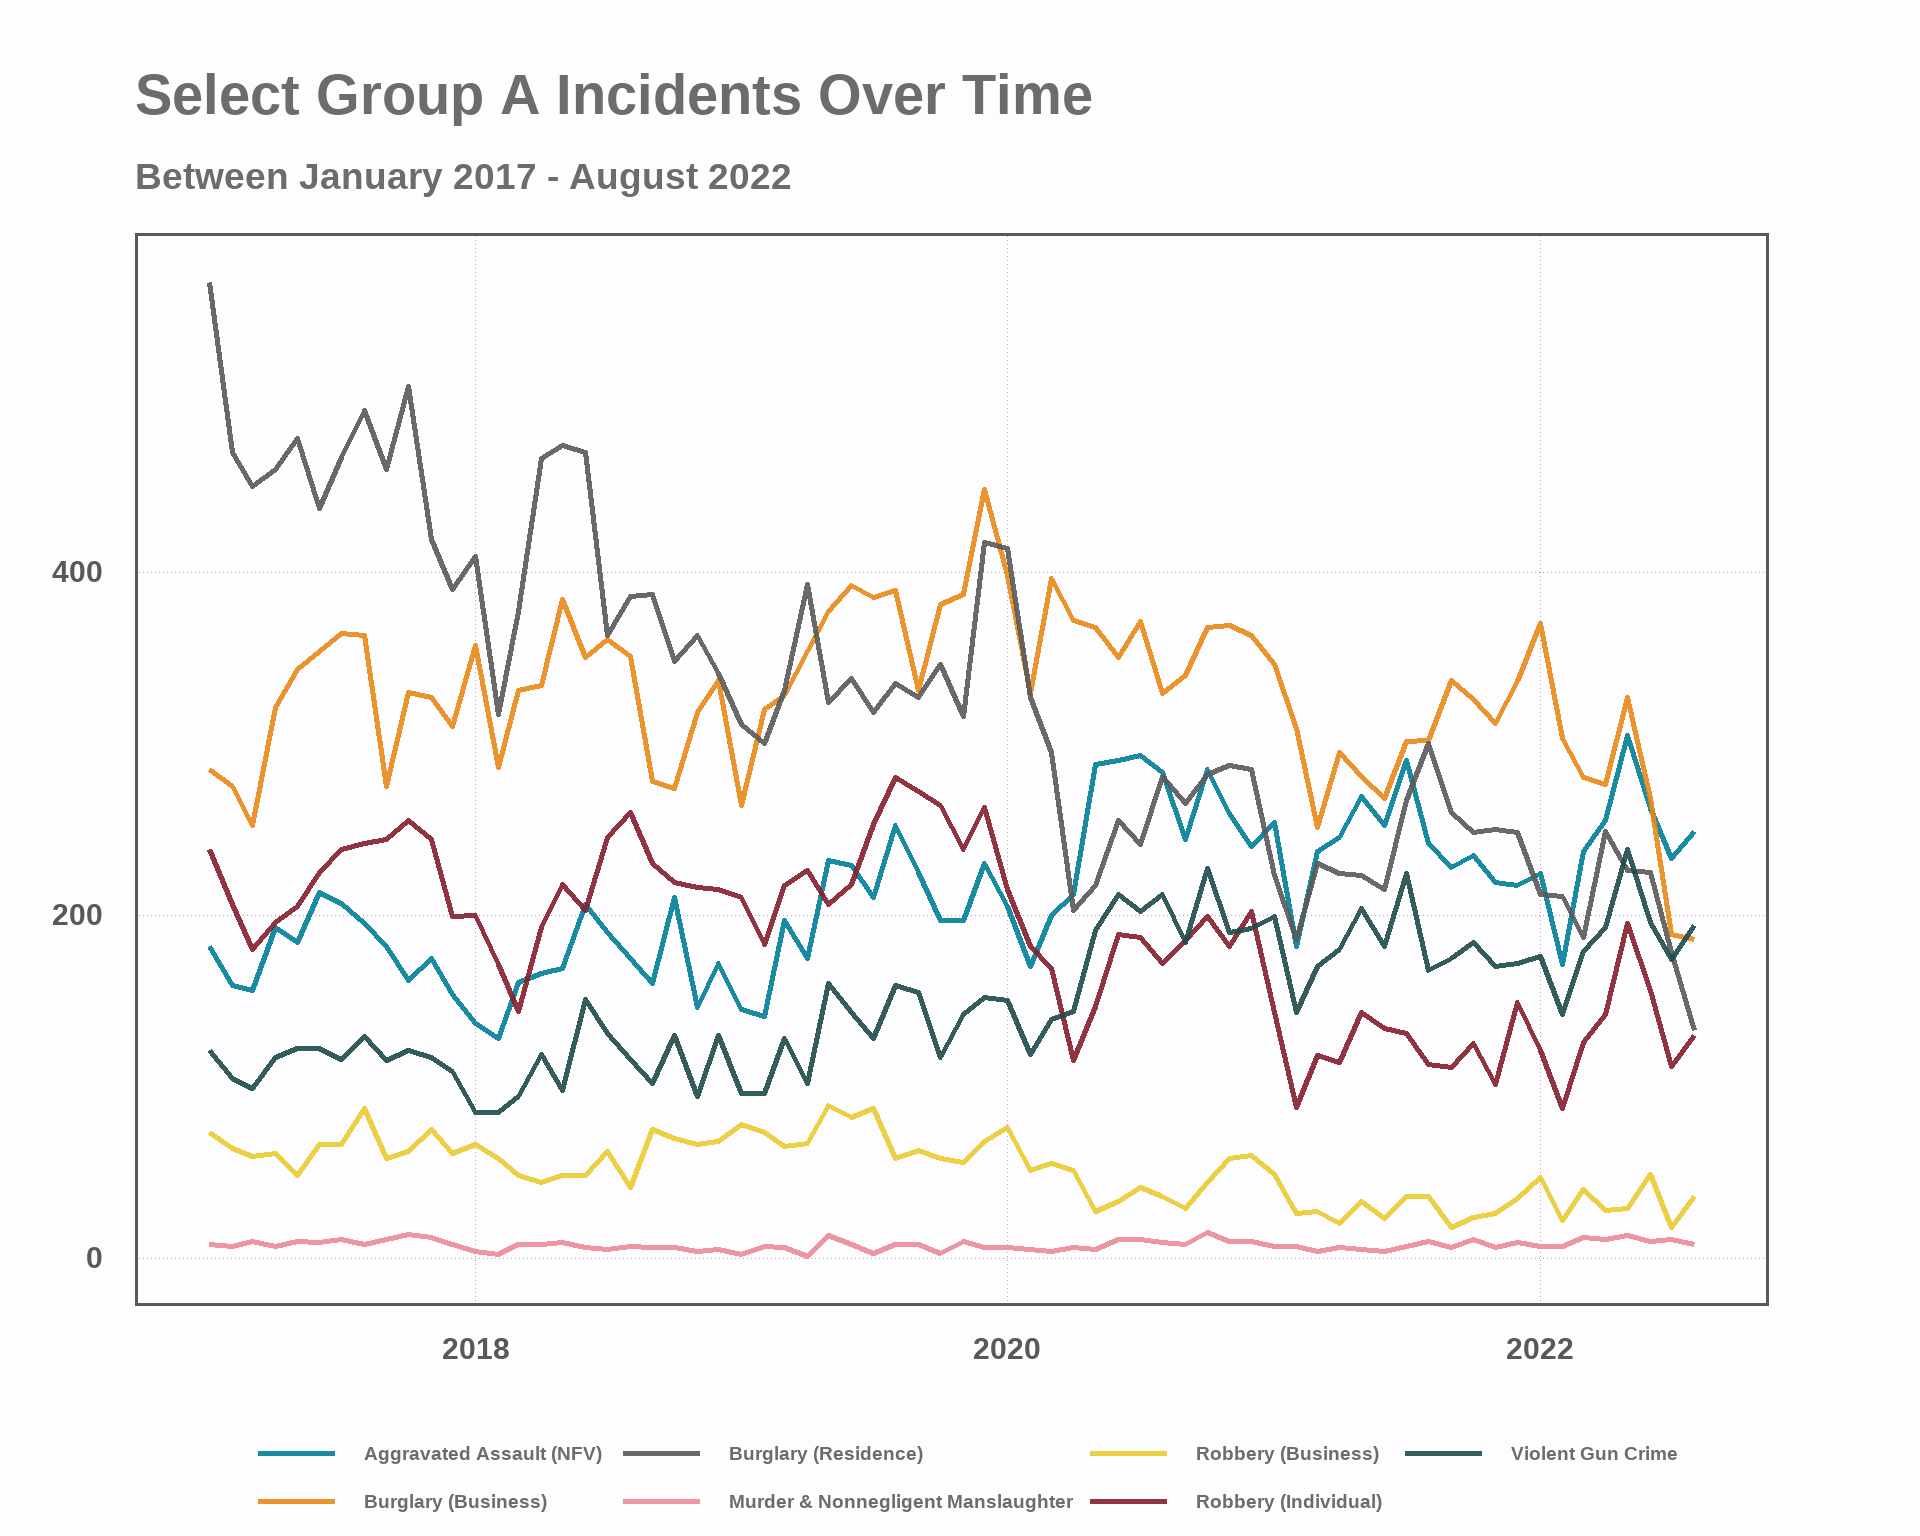 Select Group A Incidents Over Time
Between January 2017 - August 2022
400
200
0
2018 2020 2022
Aggravated Assault (NFV) Burglary (Residence) Robbery (Business) Violent Gun Crime
Burglary (Business) Murder & Nonnegligent Manslaughter Robbery (Individual)